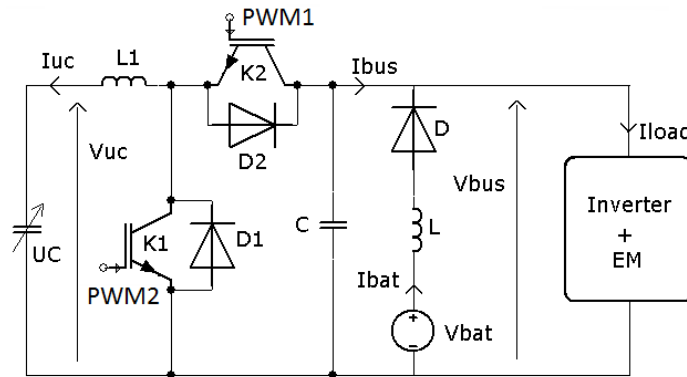 PWM1
Iuc
L1
K2
Ibus
D2
D
Iload
Vuc
Vbus
UC
K1
D1
C
L
Inverter
+
EM
PWM2
Ibat
+
-
Vbat